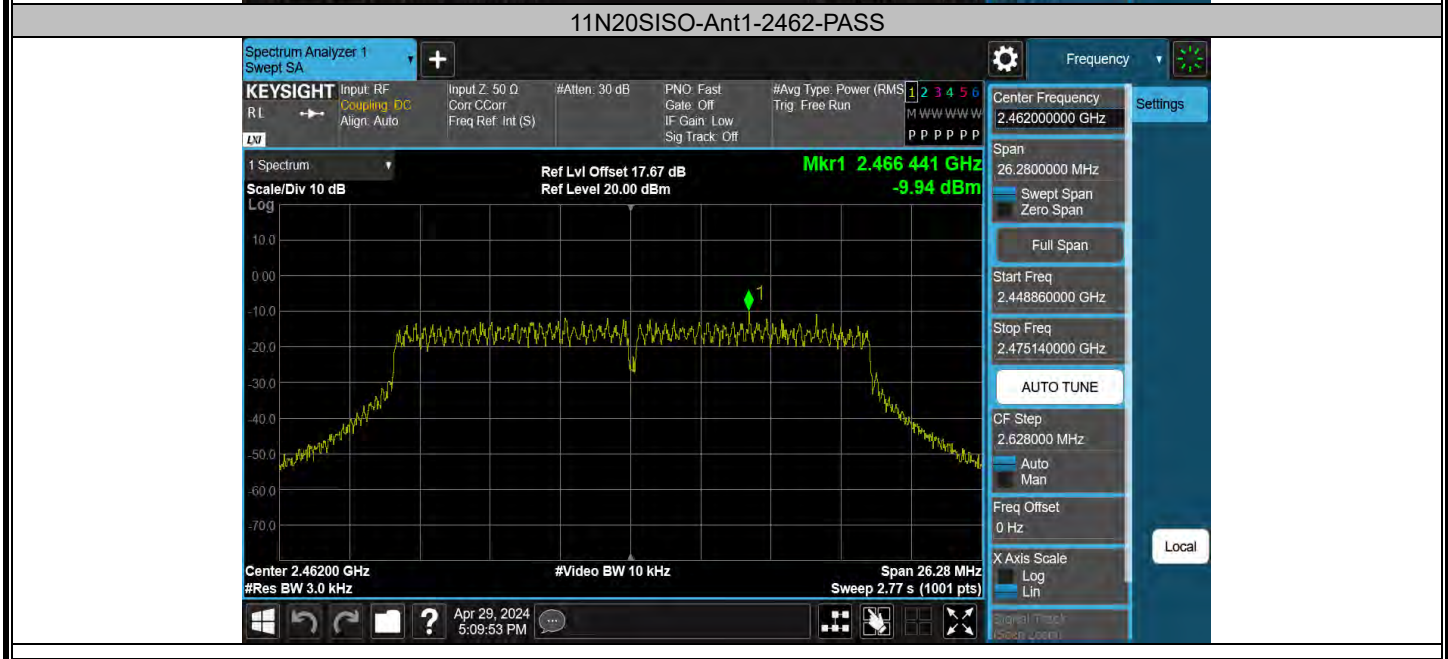 11N20SISO-Ant1-2462-PASS
Spectrum Analyzer 1
Swept SA
Frequency
KEYSIGHT
Input: RF
Input Z: 50 Ω
#Atten: 30 dB
PNO: Fast
#Avg Type: Power (RMS
1 2 3 4 5 6
RL
Coupling: DC
Corr CCorr
Gate: Off
Trig: Free Run
M W W W W W
Align: Auto
Freq Ref: Int (S)
IF Gain: Low
LXI
Sig Track: Off
P P P P P P
Center Frequency
2.462000000 GHz
Settings
1 Spectrum
Ref Lvl Offset 17.67 dB
Mkr1 2.466 441 GHz
Scale/Div 10 dB
Ref Level 20.00 dBm
-9.94 dBm
Span
26.2800000 MHz
Swept Span
Zero Span
Log
10.0
0.00
-10.0
-20.0
-30.0
-40.0
-50.0
-60.0
-70.0
1
Full Span
Start Freq
2.448860000 GHz
Stop Freq
2.475140000 GHz
AUTO TUNE
CF Step
2.628000 MHz
Auto
Man
Freq Offset
0 Hz
Local
X Axis Scale
Log
Lin
Signal Track
(Span Zoom)
Center 2.46200 GHz
#Video BW 10 kHz
Span 26.28 MHz
#Res BW 3.0 kHz
Sweep 2.77 s (1001 pts)
?
Apr 29, 2024
5:09:53 PM